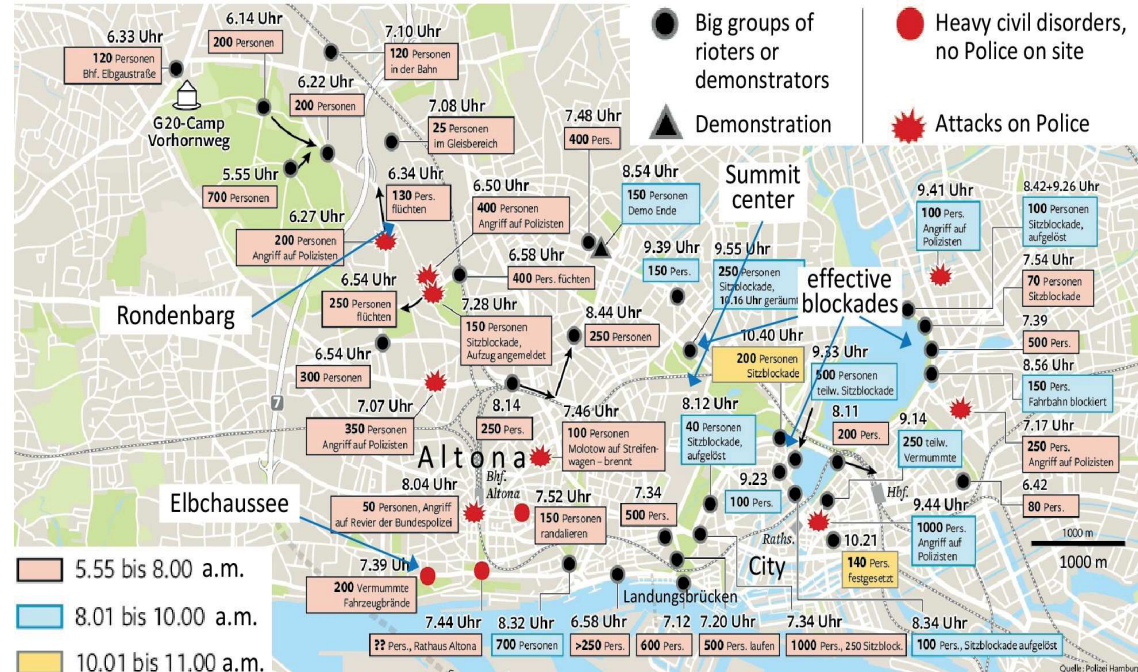 Big groups of
rioters or
demonstrators
Demonstration
Heavy civil disorders,
no Police on site
Attacks on Police
6.33 Uhr
120 Personen
Bhf. Elbgaustraße
6.14 Uhr
200 Personen
7.10 Uhr
120 Personen
in der Bahn
G20-Camp
Vorhornweg
6.22 Uhr
200 Personen
7.08 Uhr
25 Personen
im Gleisbereich
5.55 Uhr
700 Personen
6.34 Uhr
130 Pers.
flüchten
6.27 Uhr
200 Personen
Angriff auf Polizisten
6.50 Uhr
400 Personen
Angriff auf Polizisten
7.48 Uhr
400 Pers.
8.54 Uhr
150 Personen
Demo Ende
Summit
center
9.41 Uhr
100 Pers.
Angriff auf
Polizisten
8.42+9.26 Uhr
100 Personen
Sitzblockade,
aufgelöst
6.58 Uhr
400 Pers. füchten
9.39 Uhr
150 Pers.
9.55 Uhr
250 Personen
Sitzblockade,
10.16 Uhr geräumt
effective
blockades
7.54 Uhr
70 Personen
Sitzblockade
Rondenbarg
6.54 Uhr
250 Personen
flüchten
7.28 Uhr
150 Personen
Sitzblockade,
Aufzug angemeldet
8.44 Uhr
250 Personen
10.40 Uhr
200 Personen
Sitzblockade
9.33 Uhr
500 Personen
teilw. Sitzblockade
7.39
500 Pers.
6.54 Uhr
300 Personen
8.56 Uhr
150 Pers.
Fahrbahn blockiert
7
7.07 Uhr
350 Personen
Angriff auf Polizisten
8.14
250 Pers.
7.46 Uhr
100 Personen
Molotow auf Streifen-
wagen – brennt
8.12 Uhr
40 Personen
Sitzblockade,
aufgelöst
8.11
200 Pers.
9.14
250 teilw.
Vermummte
7.17 Uhr
250 Pers.
Angriff auf Polizisten
Altona
Bhf.
Altona
Elbchaussee
8.04 Uhr
50 Personen, Angriff
auf Revier der Bundespolizei
7.52 Uhr
150 Personen
randalieren
7.34
500 Pers.
9.23
100 Pers.
Hbf.
6.42
80 Pers.
9.44 Uhr
1000 Pers.
Angriff auf
Polizisten
Raths.
10.21
140 Pers.
festgesetzt
City
1000 m
1000 m
7.39 Uhr
200 Vermummte
Fahrzeugbrände
Landungsbrücken
5.55 bis 8.00 a.m.
8.01 bis 10.00 a.m.
10.01 bis 11.00 a.m.
7.44 Uhr
?? Pers., Rathaus Altona
8.32 Uhr
700 Personen
6.58 Uhr
>250 Pers.
7.12
600 Pers.
7.20 Uhr
500 Pers. laufen
7.34 Uhr
1000 Pers., 250 Sitzblock.
8.34 Uhr
100 Pers., Sitzblockade aufgelöst
Quelle: Polizei Hamburg